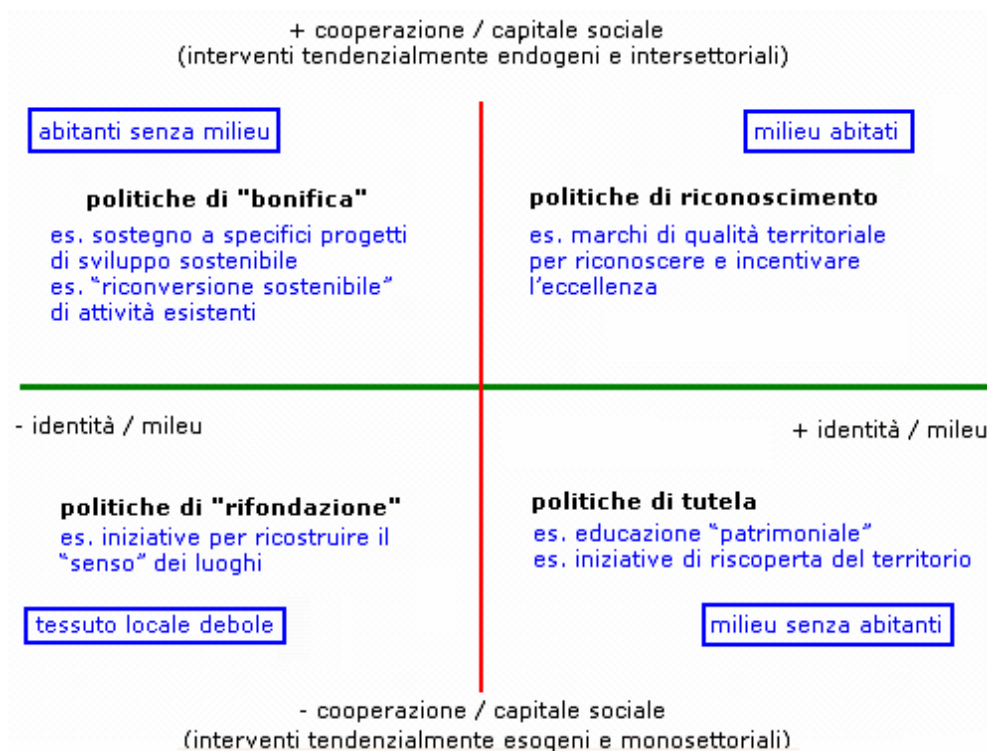 + cooperazione / capitale sociale
(interventi tendenzialmente endogeni e intersettoriali)
abitanti senza milieu
milieu abitati
politiche di "bonifica"
es. sostegno a specifici progetti
di sviluppo sostenibile
es. “riconversione sostenibile”
di attività esistenti
politiche di riconoscimento
es. marchi di qualità territoriale
per riconoscere e incentivare
l’eccellenza
- identità / mileu
+ identità / mileu
politiche di "rifondazione"
es. iniziative per ricostruire il
“senso” dei luoghi
tessuto locale debole
politiche di tutela
es. educazione “patrimoniale”
es. iniziative di riscoperta del territorio
milieu senza abitanti
- cooperazione / capitale sociale
(interventi tendenzialmente esogeni e monosettoriali)